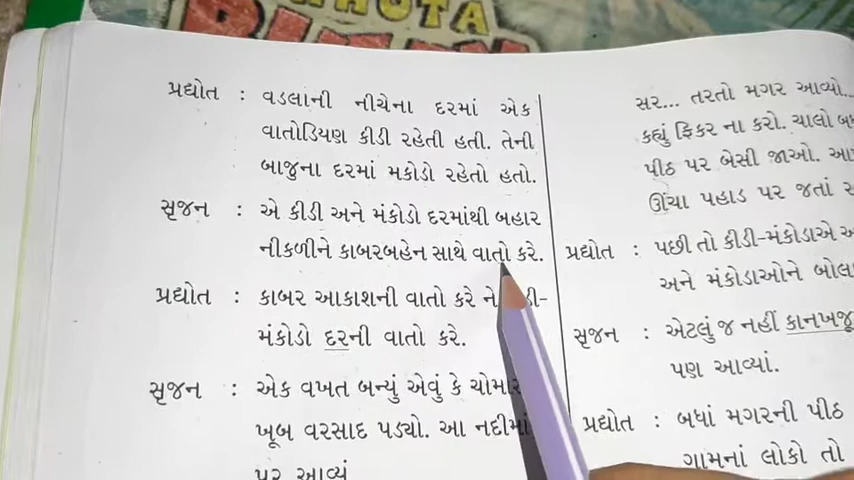 HUTA
પ્રદ્યોત : વડલાની નીચેના દરમાં એક
વાતોડિયણ કીડી રહેતી હતી. તેની
બાજુના દરમાં મકોડો રહેતો હતો.
સૃજન : એ કીડી અને મંકોડો દરમાંથી બહાર
નીકળીને કાબરબહેન સાથે વાતો કરે.
પ્રદ્યોત : કાબર આકાશની વાતો કરે ને
મંકોડો દરની વાતો કરે.
સૃજન : એક વખત બન્યું એવું કે
ખૂબ વરસાદ પડ્યો. આ નદીમાં
પર આવ્યું
સર... તરતો મગર આવ્યો...
કહ્યું ફિકર ના કરો. ચાલો
પીઠ પર બેસી જાઓ.
ઊંચા પહાડ પર જતાં
પ્રદ્યોત : પછી તો કીડી-મંકોડાએ
અને મંકોડાઓને
સૃજન : એટલું જ નહીં
પણ આવ્યાં.
પ્રદ્યોત : બધાં મગરની પીઠ
ગામનાં લોકો તો